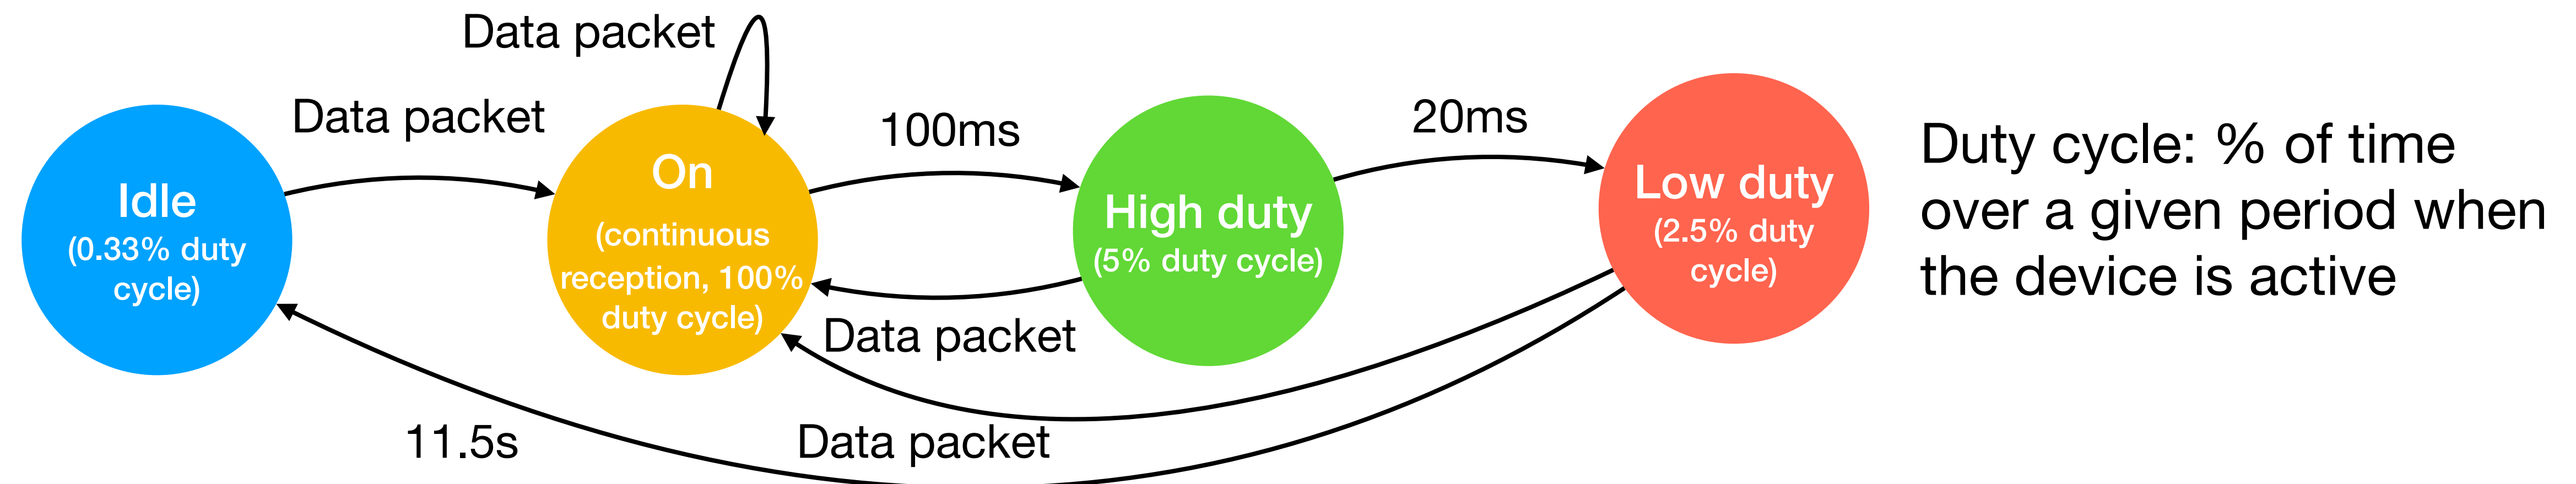 Data packet
Data packet
100ms
20ms
Idle
(0.33% duty
cycle)
On
(continuous
reception, 100%
duty cycle)
High duty
(5% duty cycle)
Low duty
(2.5% duty
cycle)
Duty cycle: % of time
over a given period when
the device is active
Data packet
11.5s
Data packet